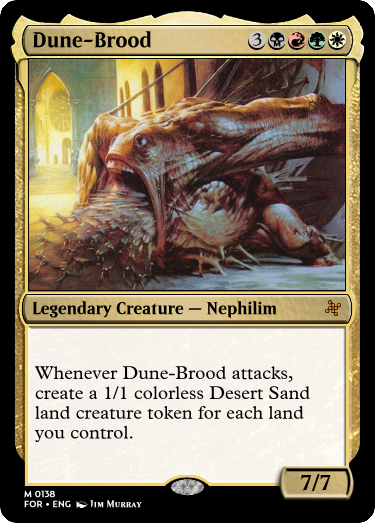 Dune-Brood 3
Legendary Creature — Nephilim
Whenever Dune-Brood attacks,
create a 1/1 colorless Desert Sand
land creature token for each land
you control.
7/7
M 0138
FOR • ENG Jim Murray